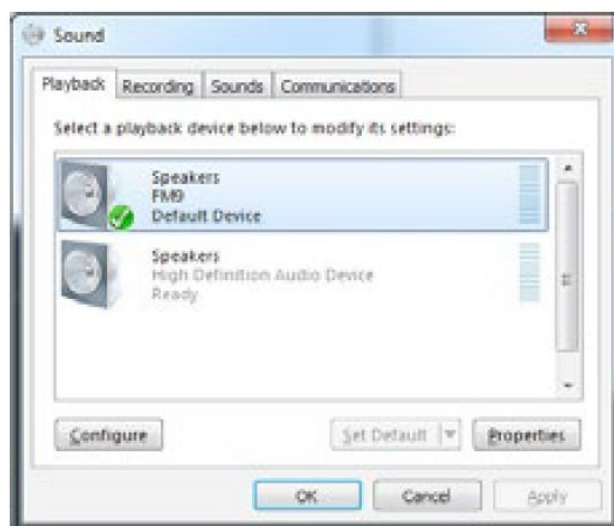 Sound
Playback Recording Sounds Communications
Select a playback device below to modify its settings:
Speakers
FM9
Default Device
Speakers
High Definition Audio Device
Ready
Configure Set Default Properties
OK Cancel Apply